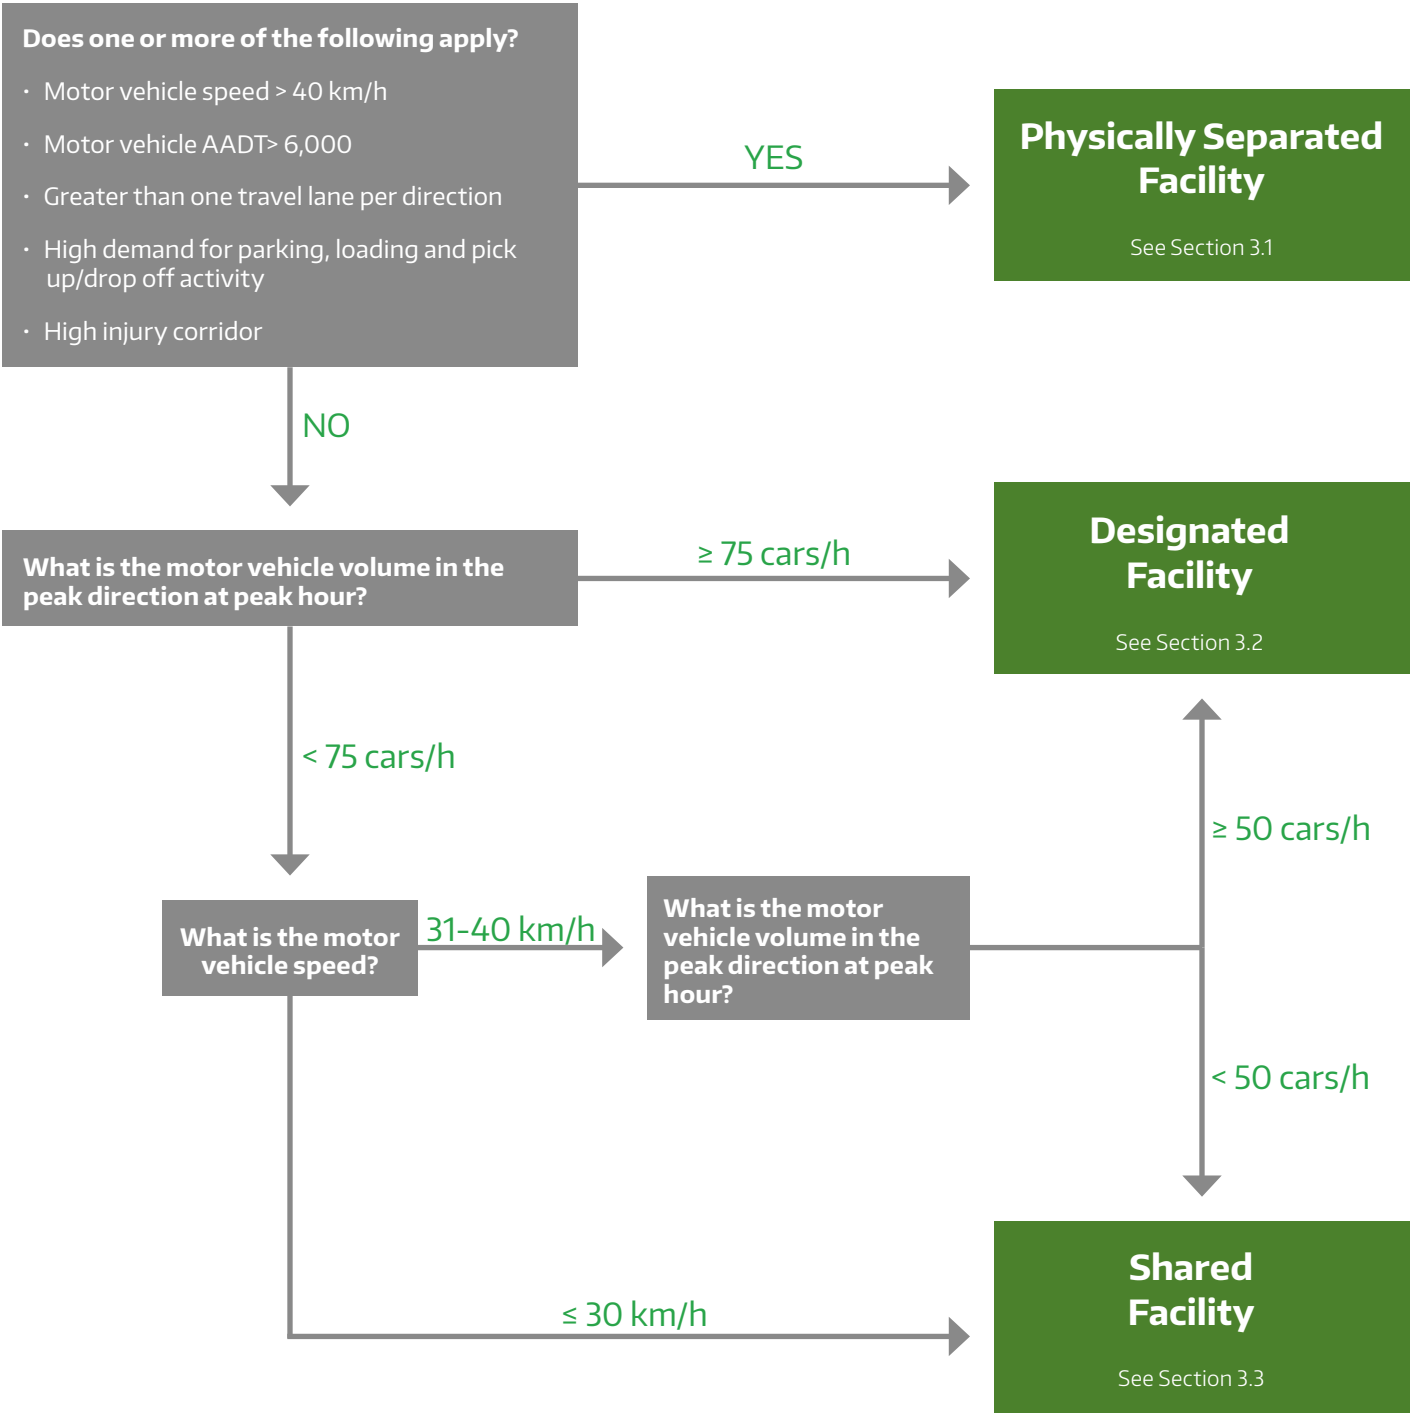 Does one or more of the following apply?
· Motor vehicle speed > 40 km/h
· Motor vehicle AADT> 6,000
· Greater than one travel lane per direction
· High demand for parking, loading and pick
up/drop off activity
· High injury corridor
YES
Physically Separated
Facility
See Section 3.1
NO
What is the motor vehicle volume in the
peak direction at peak hour?
≥ 75 cars/h
Designated
Facility
See Section 3.2
< 75 cars/h
≥ 50 cars/h
What is the motor
vehicle speed?
31-40 km/h
What is the motor
vehicle volume in the
peak direction at peak
hour?
< 50 cars/h
≤ 30 km/h
Shared
Facility
See Section 3.3